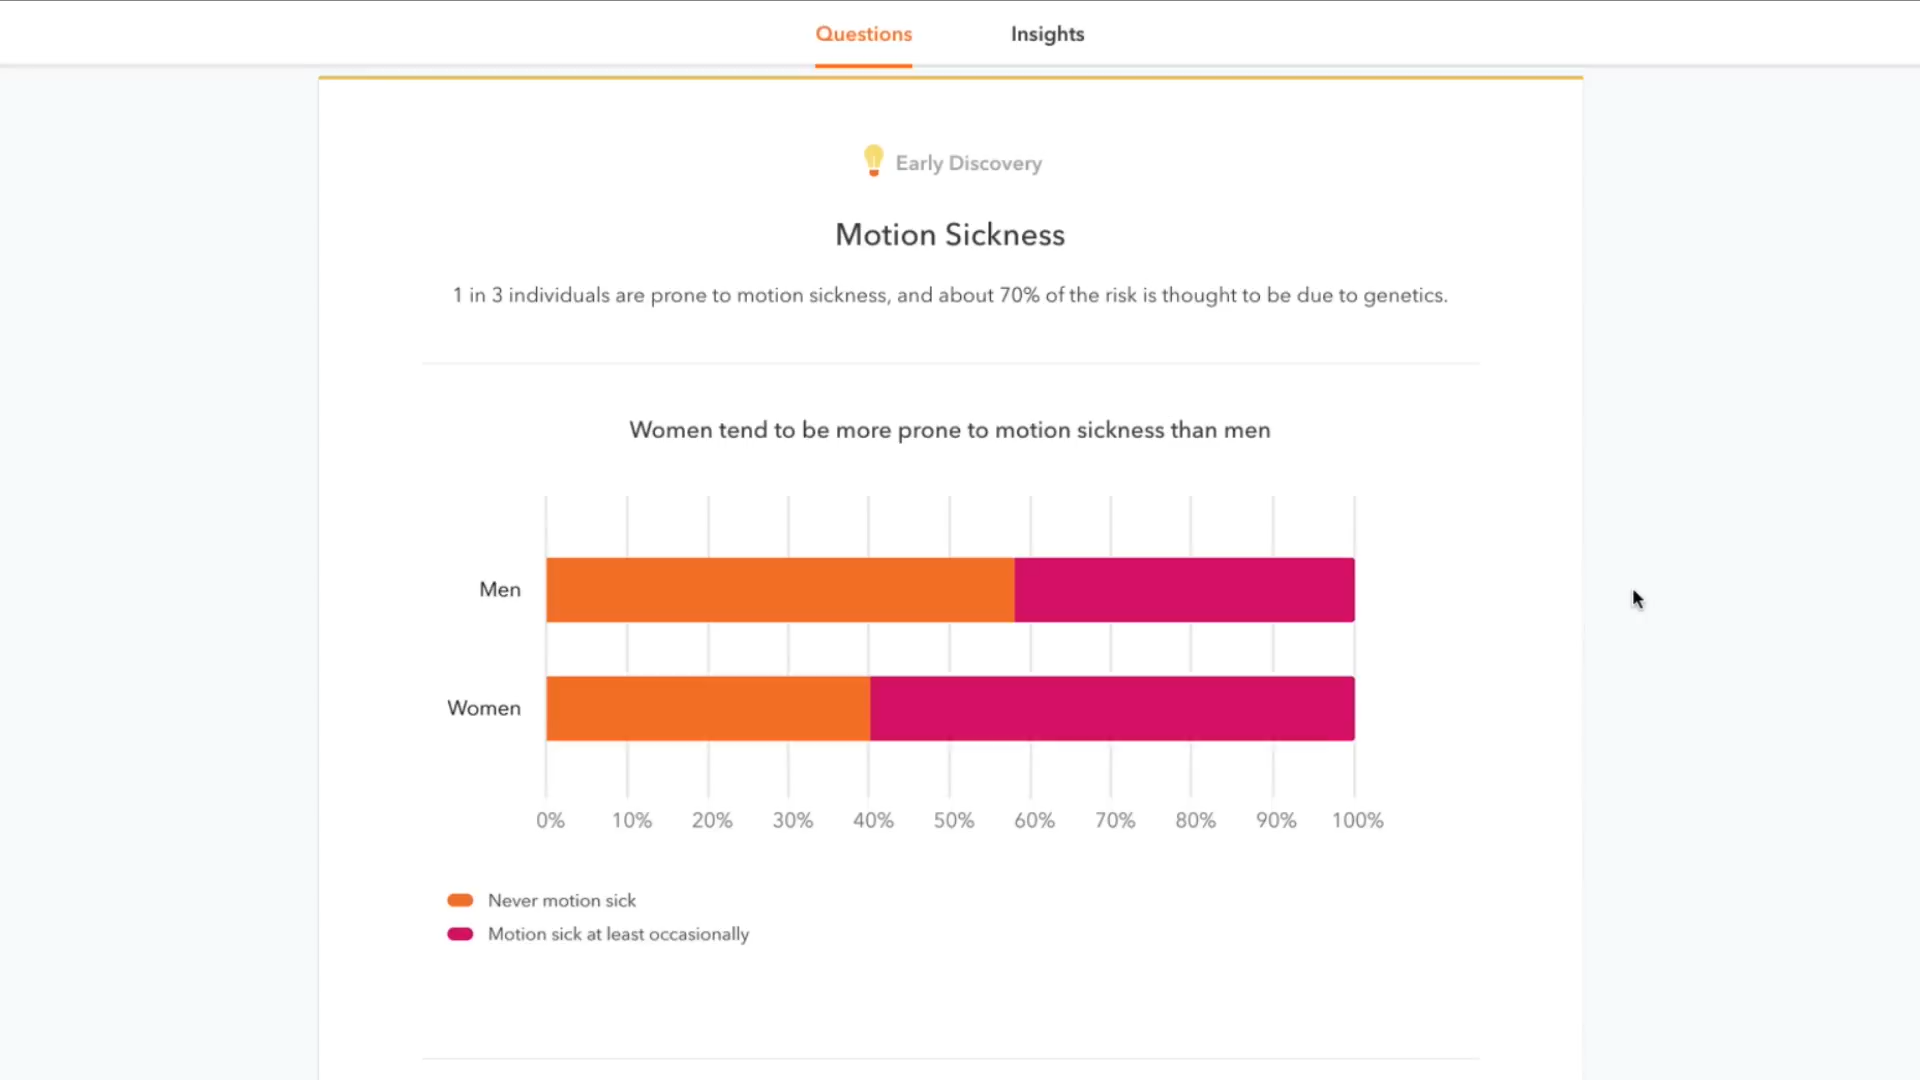 Questions Insights
Early Discovery
Motion Sickness
1 in 3 individuals are prone to motion sickness, and about 70% of the risk is thought to be due to genetics.
Women tend to be more prone to motion sickness than men
Men
Women
0% 10% 20% 30% 40% 50% 60% 70% 80% 90% 100%
Never motion sick
Motion sick at least occasionally